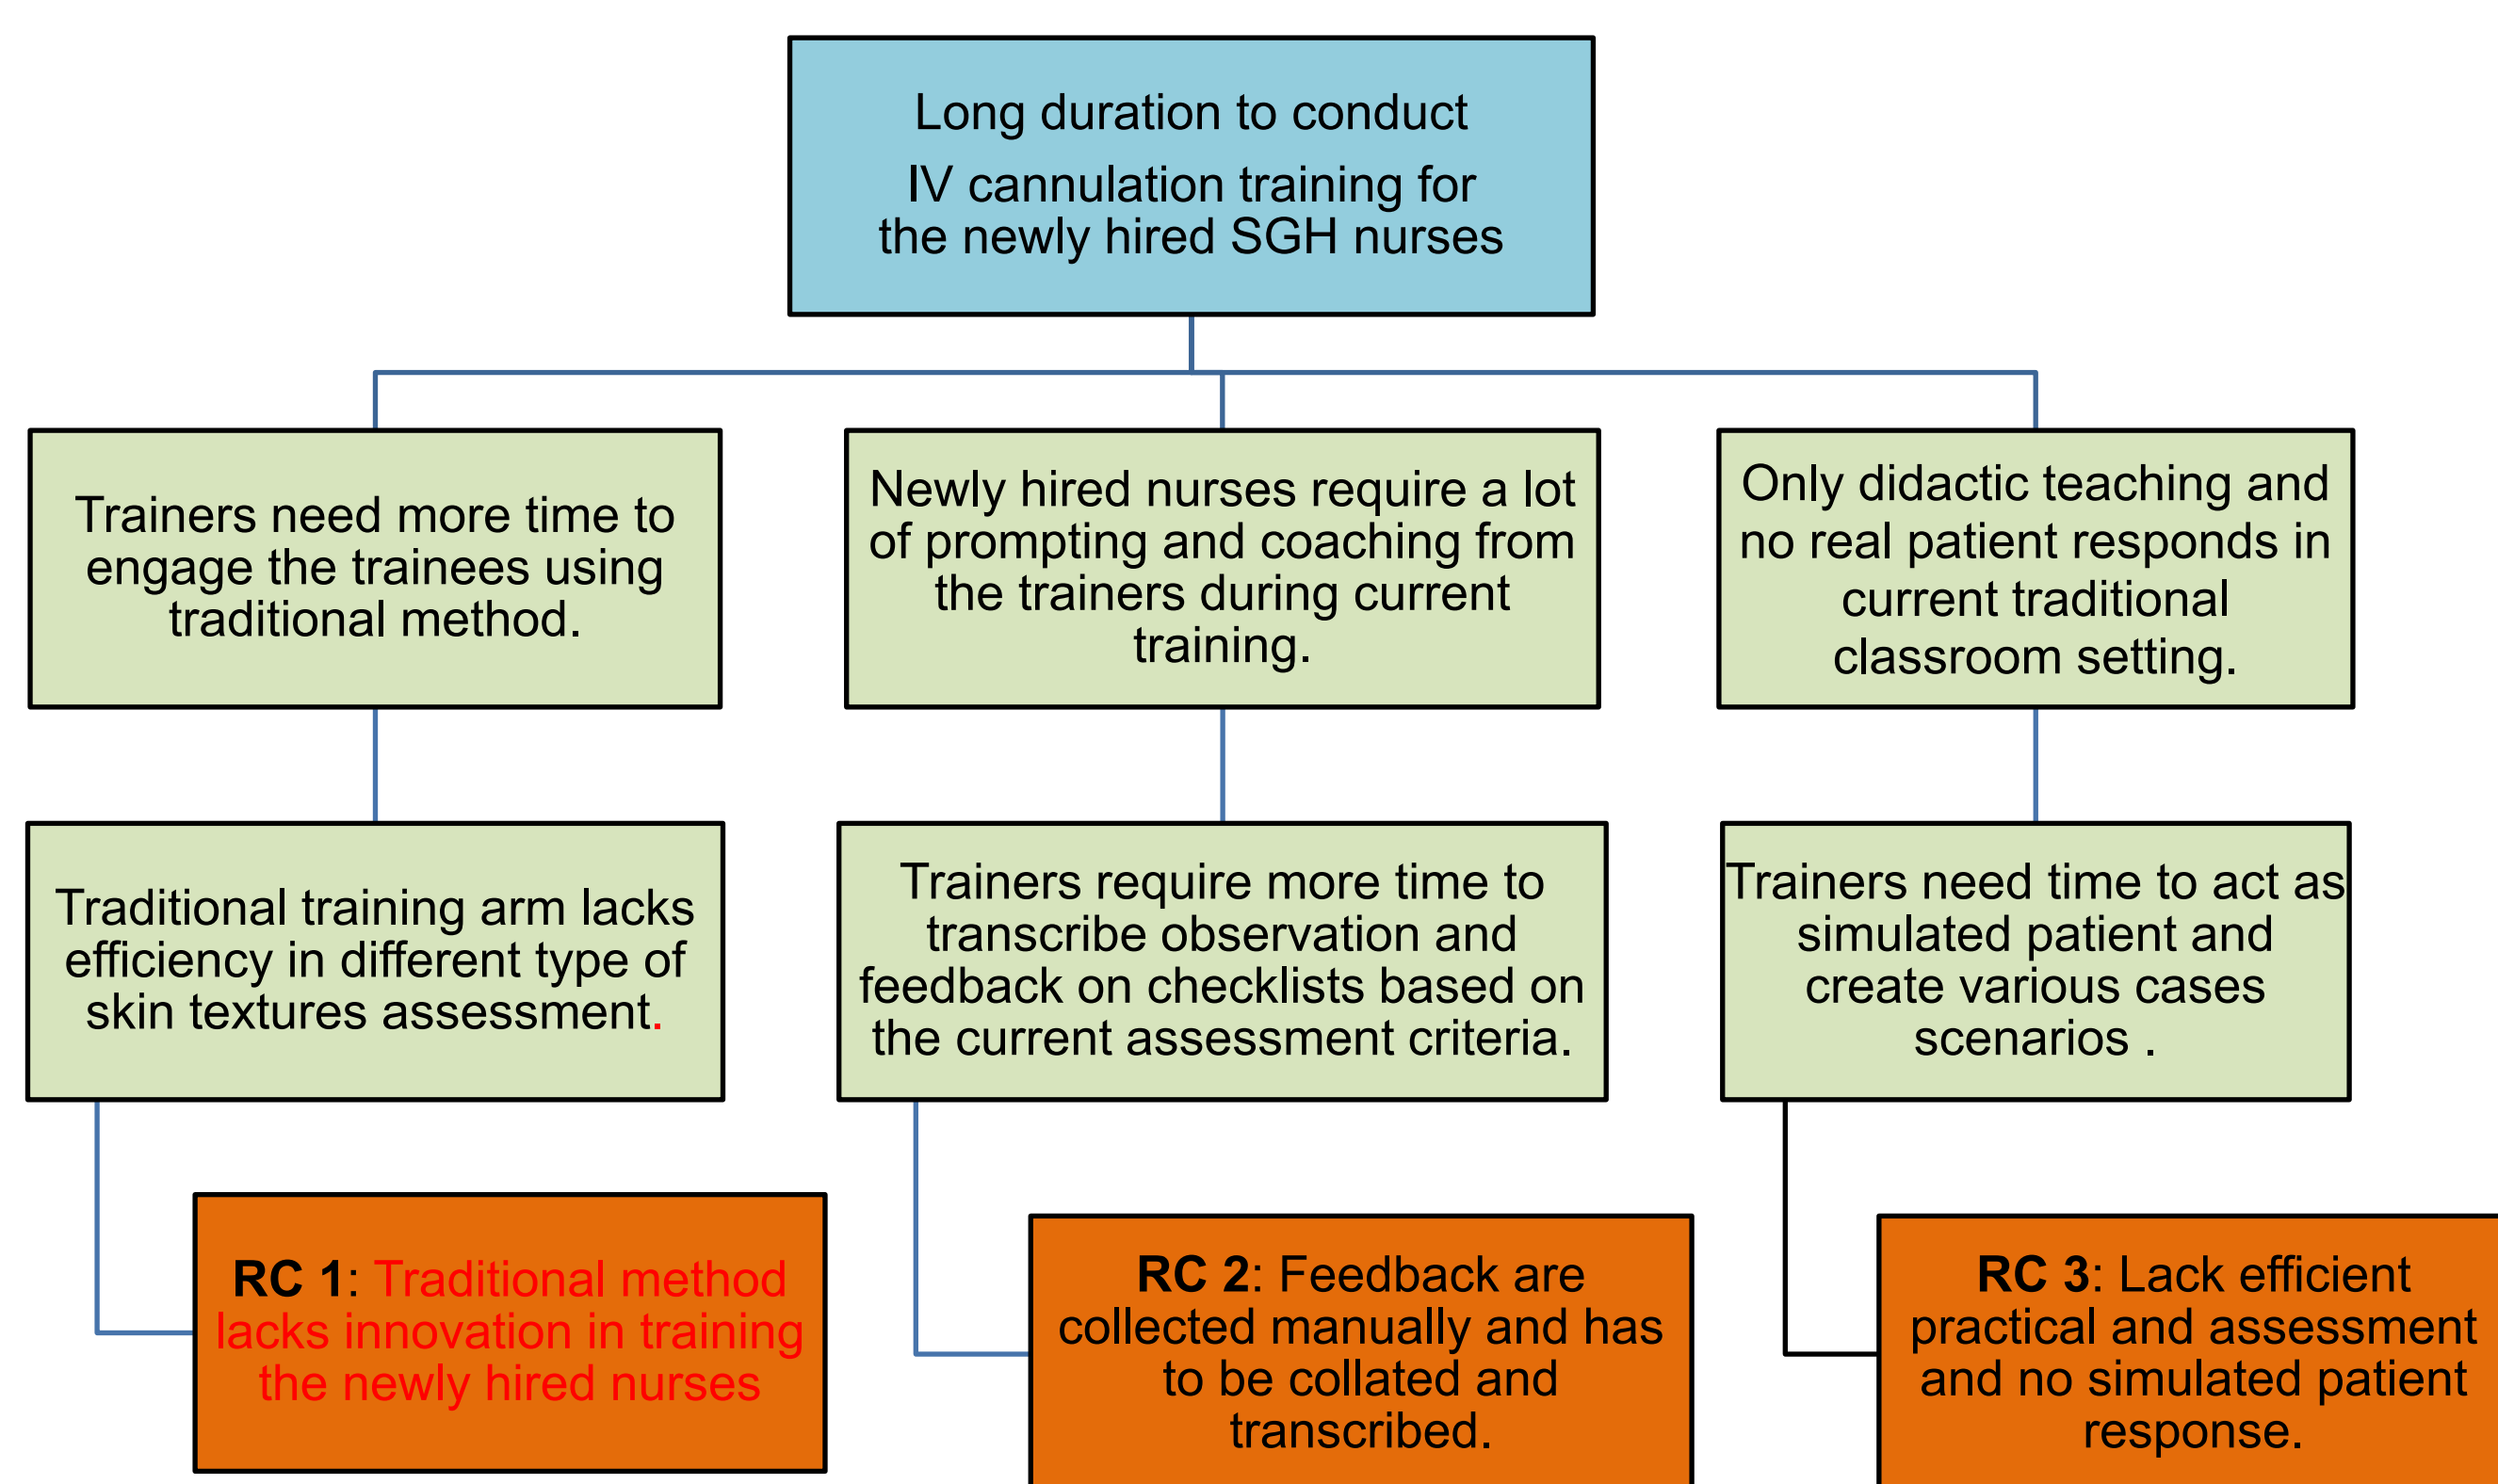 Long duration to conduct
IV cannulation training for
the newly hired SGH nurses
Trainers need more time to
engage the trainees using
traditional method.
Newly hired nurses require a lot
of prompting and coaching from
the trainers during current
training.
Only didactic teaching and
no real patient responds in
current traditional
classroom setting.
Traditional training arm lacks
efficiency in different type of
skin textures assessment.
Trainers require more time to
transcribe observation and
feedback on checklists based on
the current assessment criteria.
Trainers need time to act as
simulated patient and
create various cases
scenarios .
RC 1: Traditional method
lacks innovation in training
the newly hired nurses
RC 2: Feedback are
collected manually and has
to be collated and
transcribed.
RC 3: Lack efficient
practical and assessment
and no simulated patient
response.